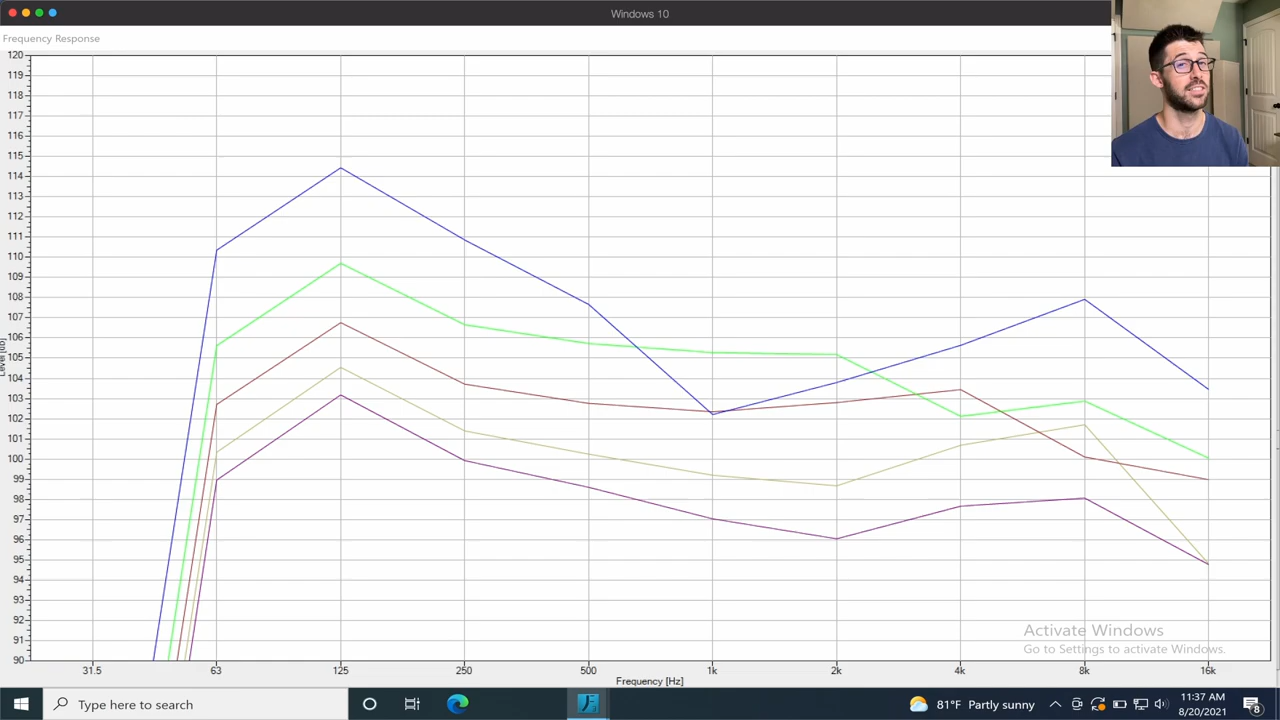 Windows 10
Frequency Response
120
119
118
117
116
115
114
113
112
111
110
109
108
107
106
105
104
103
102
101
100
99
98
97
96
95
94
93
92
91
90
Level [dB]
31.5
63
125
250
500
1k
2k
4k
8k
16k
Frequency [Hz]
Activate Windows
Go to Settings to activate Windows.
Type here to search
81°F Partly sunny
11:37 AM
8/20/2021
8